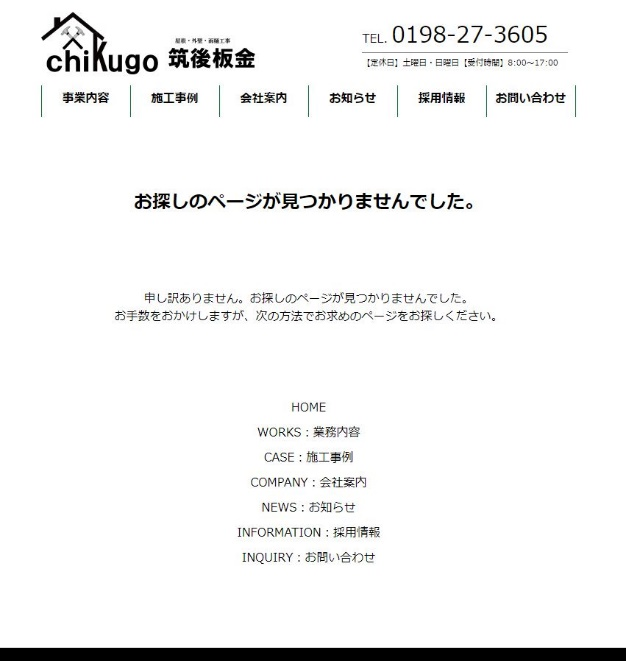 屋根・外壁・雨樋工事
chikugo 筑後板金
TEL. 0198-27-3605
【定休日】土曜日・日曜日【受付時間】8:00～17:00
事業内容 施工事例 会社案内 お知らせ 採用情報 お問い合わせ
お探しのページが見つかりませんでした。
申し訳ありません。お探しのページが見つかりませんでした。
お手数をおかけしますが、次の方法でお求めのページをお探しください。
HOME
WORKS：業務内容
CASE：施工事例
COMPANY：会社案内
NEWS：お知らせ
INFORMATION：採用情報
INQUIRY：お問い合わせ